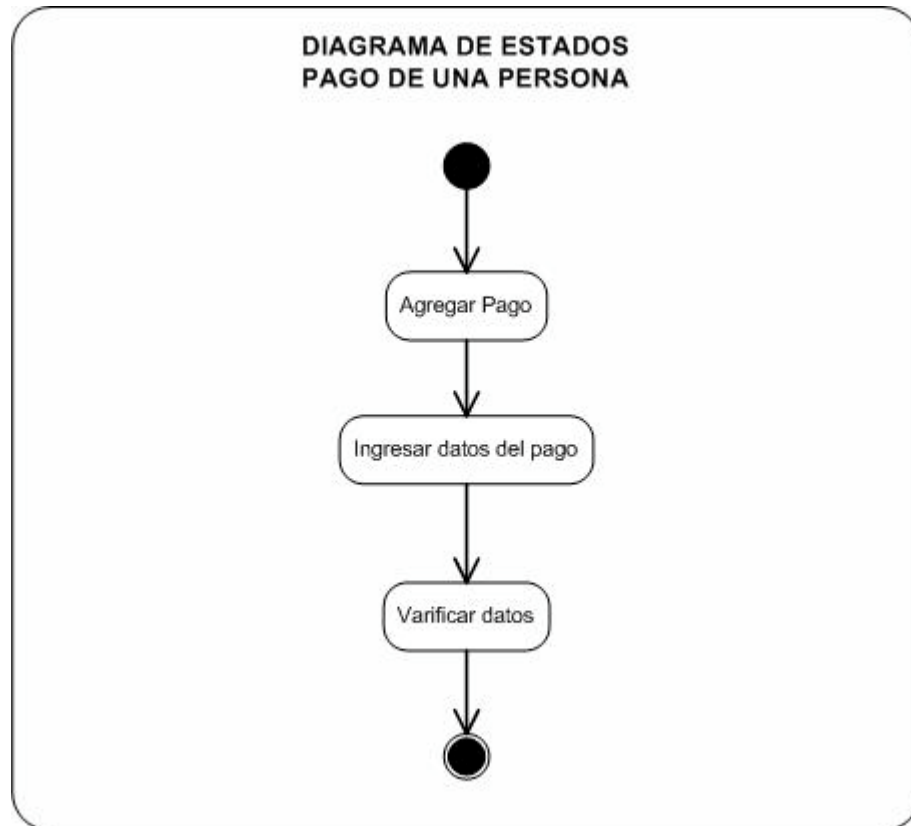 DIAGRAMA DE ESTADOS
PAGO DE UNA PERSONA
Agregar Pago
Ingresar datos del pago
Varificar datos